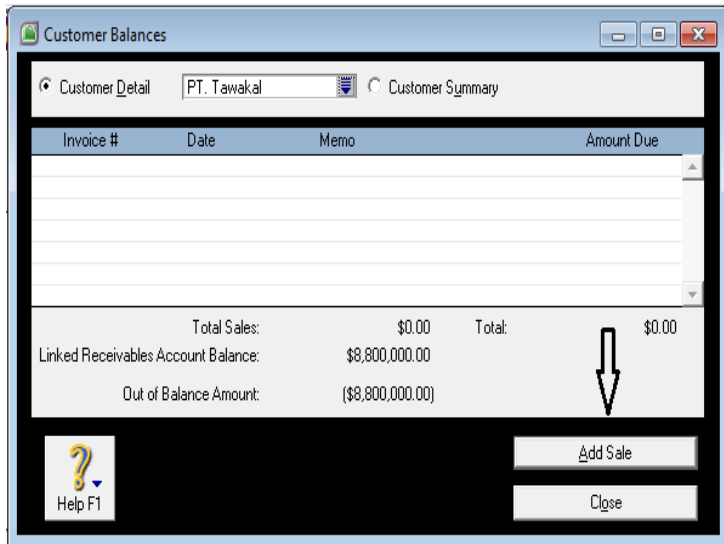 Customer Balances
Customer Detail PT. Tawakal Customer Summary
Invoice # Date Memo Amount Due
Total Sales: $0.00 Total: $0.00
Linked Receivables Account Balance: $8,800,000.00
Out of Balance Amount: ($8,800,000.00)
Add Sale
Help F1
Close